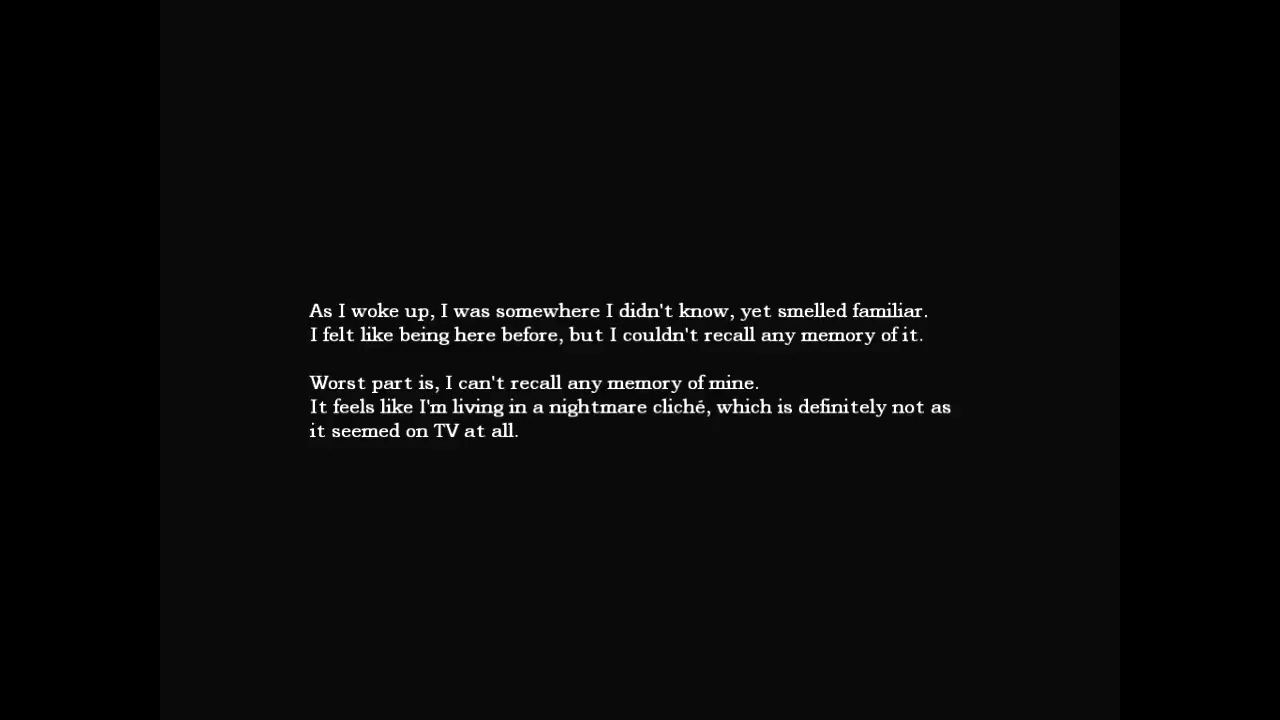 As I woke up, I was somewhere I didn't know, yet smelled familiar.
I felt like being here before, but I couldn't recall any memory of it.
Worst part is, I can't recall any memory of mine.
It feels like I'm living in a nightmare cliché, which is definitely not as
it seemed on TV at all.